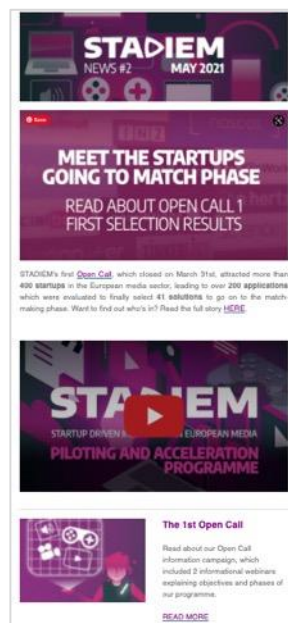 STADIEM
NEWS #2 MAY 2021
Save
MEET THE STARTUPS
GOING TO MATCH PHASE
READ ABOUT OPEN CALL 1
FIRST SELECTION RESULTS
STADIEM's first Open Call, which closed on March 31st, attracted more than
400 startups in the European media sector, leading to over 200 applications
which were evaluated to finally select 41 solutions to go on to the match-
making phase. Want to find out who's in? Read the full story HERE.
STARTUP DRIVEN
EUROPEAN MEDIA
PILOTING AND ACCELERATION
PROGRAMME
The 1st Open Call
Read about our Open Call
information campaign, which
included 2 informational webinars
explaining objectives and phases of
our programme.
READ MORE